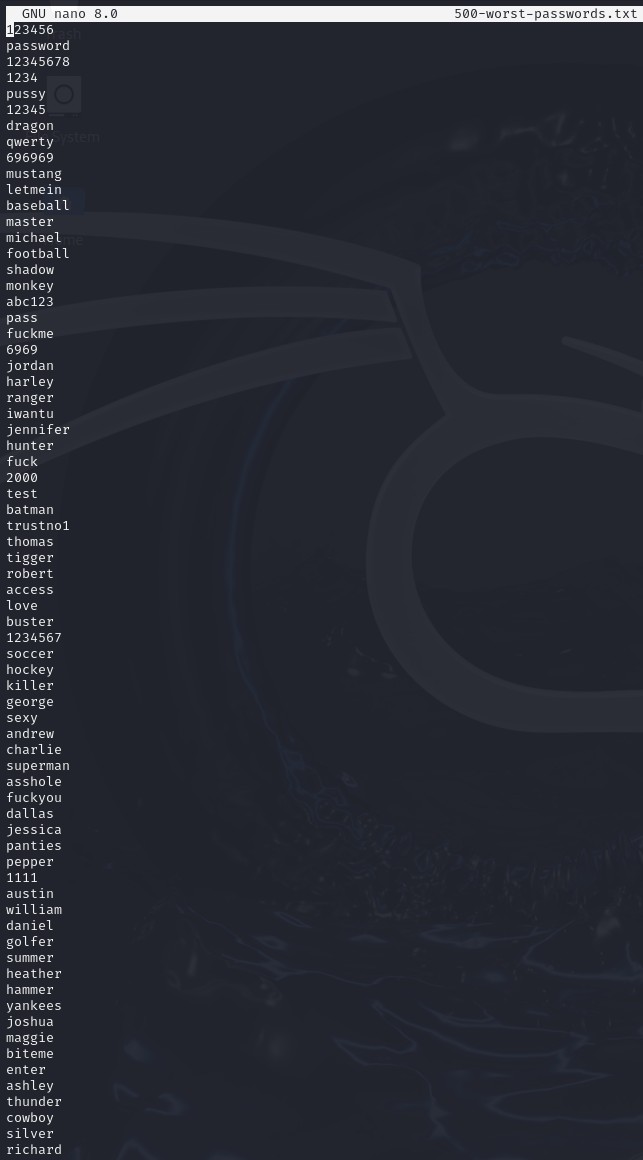 GNU nano 8.0 500-worst-passwords.txt
123456
password
12345678
1234
pussy
12345
dragon
qwerty
696969
mustang
letmein
baseball
master
michael
football
shadow
monkey
abc123
pass
fuckme
6969
jordan
harley
ranger
iwantu
jennifer
hunter
fuck
2000
test
batman
trustno1
thomas
tigger
robert
access
love
buster
1234567
soccer
hockey
killer
george
sexy
andrew
charlie
superman
asshole
fuckyou
dallas
jessica
panties
pepper
1111
austin
william
daniel
golfer
summer
heather
hammer
yankees
joshua
maggie
biteme
enter
ashley
thunder
cowboy
silver
richard